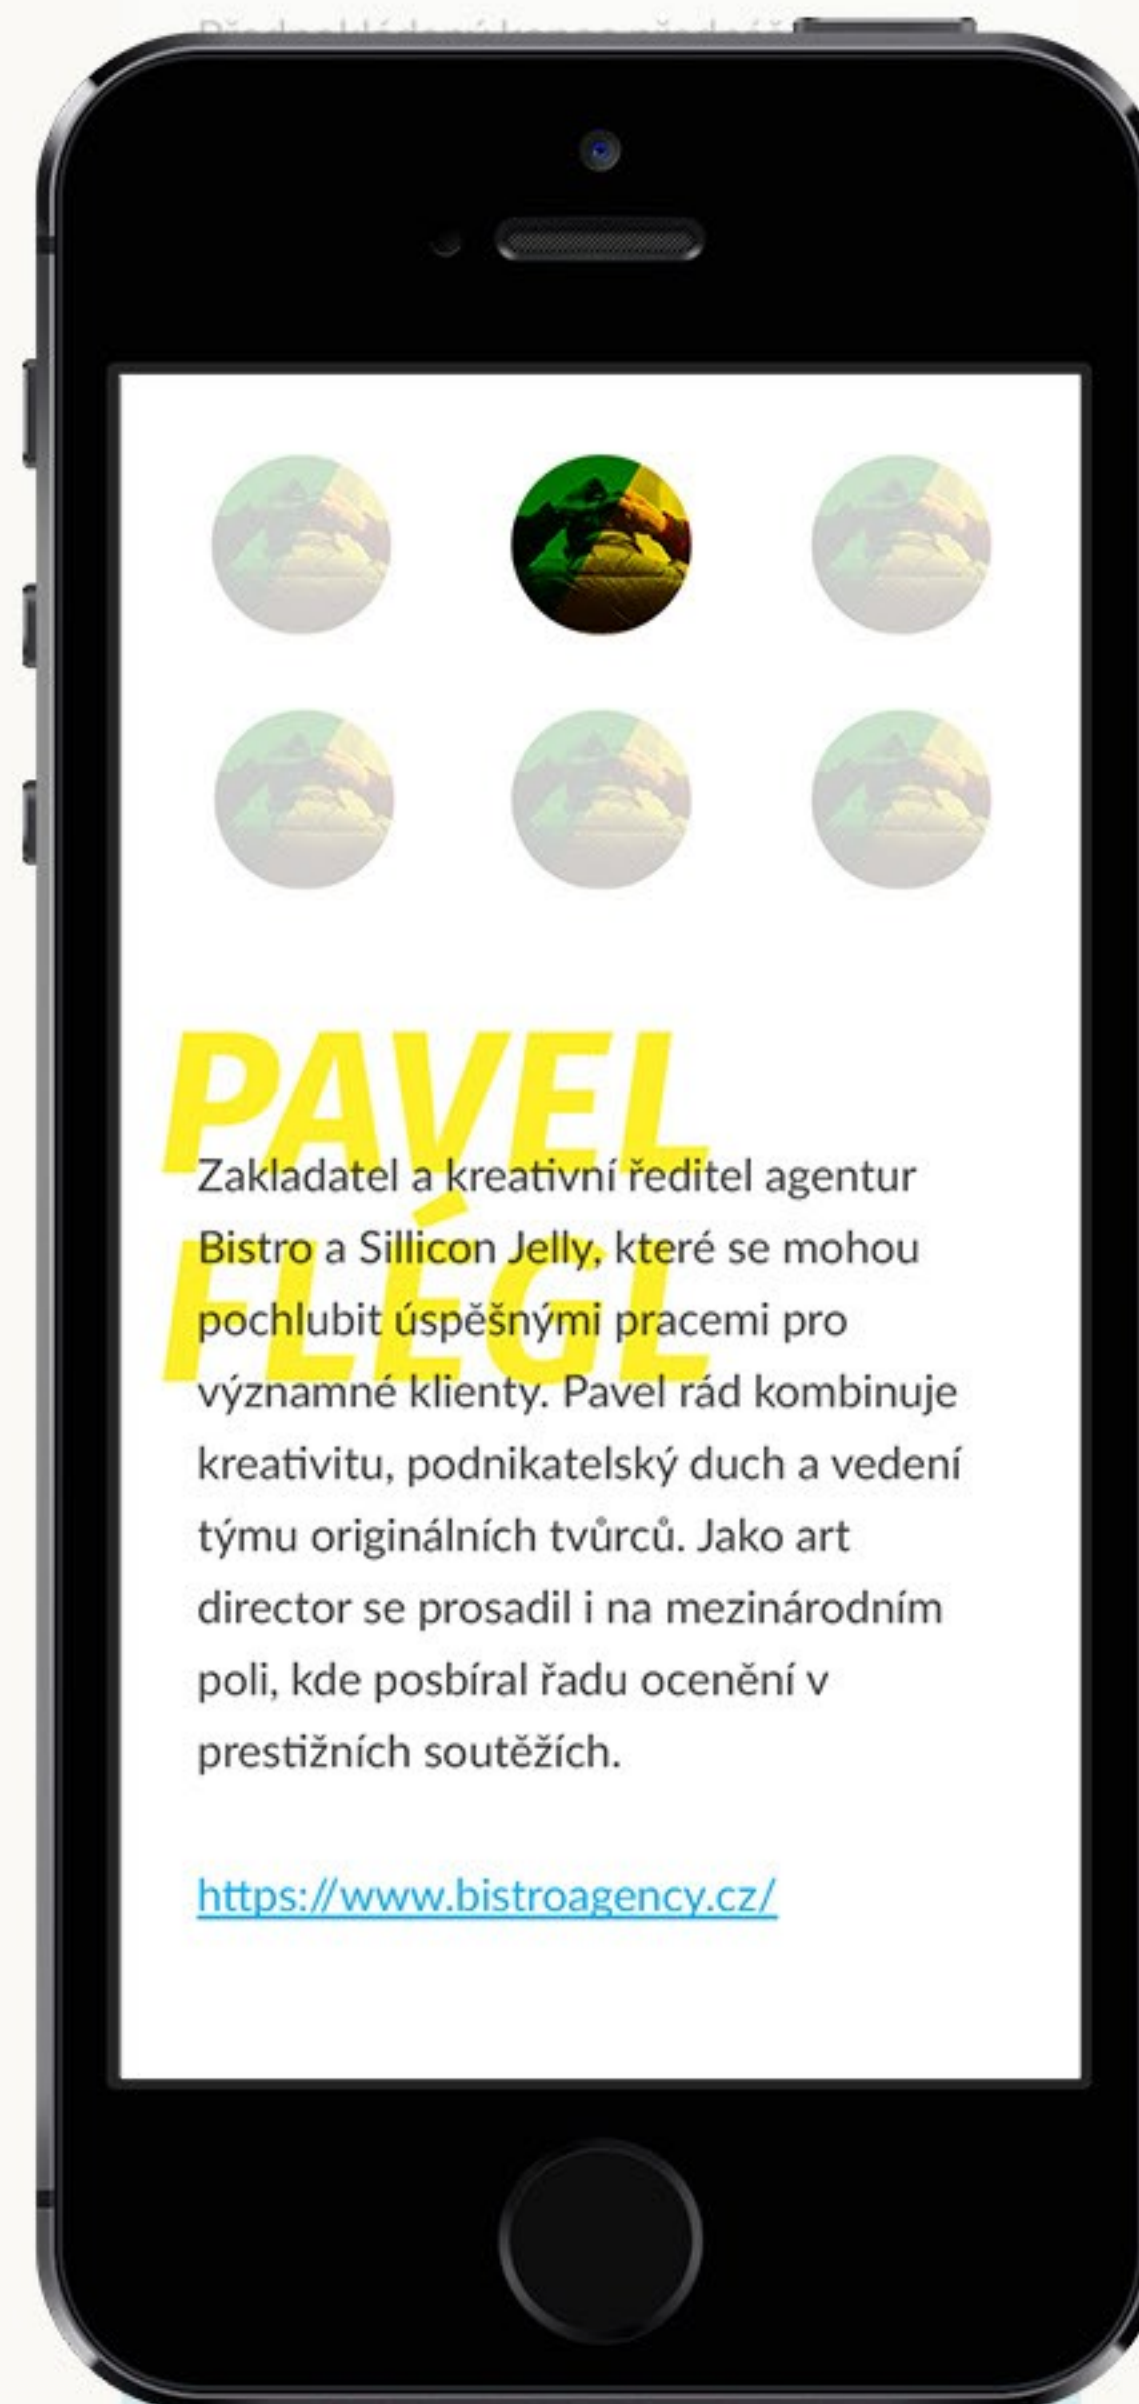 PAVEL
FLÉGL
Zakladatel a kreativní ředitel agentur
Bistro a Sillicon Jelly, které se mohou
pochlubit úspěšnými pracemi pro
významné klienty. Pavel rád kombinuje
kreativitu, podnikatelský duch a vedení
týmu originálních tvůrců. Jako art
director se prosadil i na mezinárodním
poli, kde posbíral řadu ocenění v
prestižních soutěžích.
https://www.bistroagency.cz/